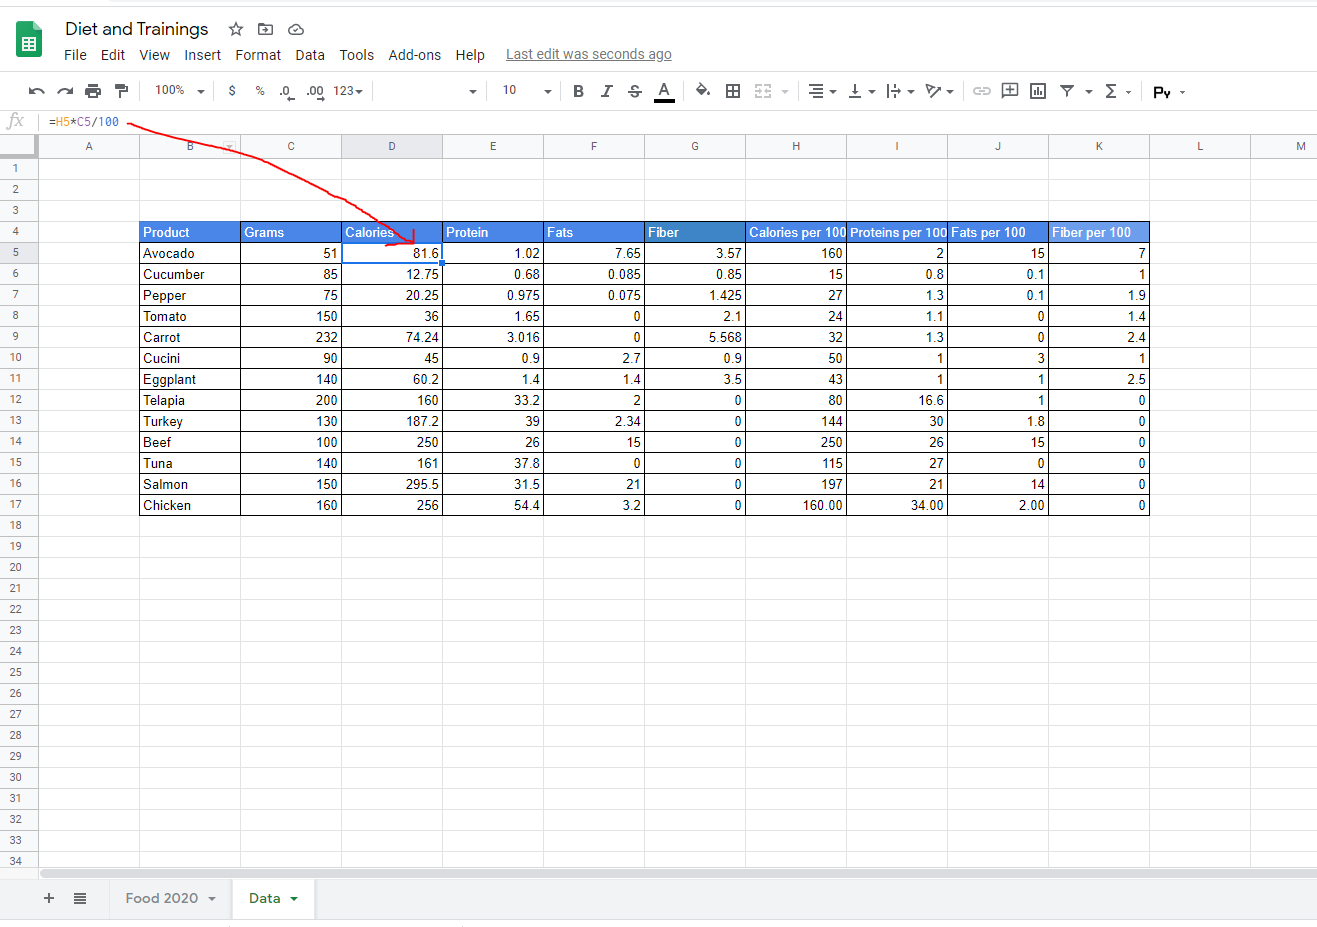 Diet and Trainings
File Edit View Insert Format Data Tools Add-ons Help Last edit was seconds ago
100% $ % .0 .00 123 10 B I S A Σ Py
fx =H5*C5/100
A B C D E F G H I J K L M
1
2
3
4 Product Grams Calories Protein Fats Fiber Calories per 100 Proteins per 100 Fats per 100 Fiber per 100
5 Avocado 51 81.6 1.02 7.65 3.57 160 2 15 7
6 Cucumber 85 12.75 0.68 0.085 0.85 15 0.8 0.1 1
7 Pepper 75 20.25 0.975 0.075 1.425 27 1.3 0.1 1.9
8 Tomato 150 36 1.65 0 2.1 24 1.1 0 1.4
9 Carrot 232 74.24 3.016 0 5.568 32 1.3 0 2.4
10 Cucini 90 45 0.9 2.7 0.9 50 1 3 1
11 Eggplant 140 60.2 1.4 1.4 3.5 43 1 1 2.5
12 Telapia 200 160 33.2 2 0 80 16.6 1 0
13 Turkey 130 187.2 39 2.34 0 144 30 1.8 0
14 Beef 100 250 26 15 0 250 26 15 0
15 Tuna 140 161 37.8 0 0 115 27 0 0
16 Salmon 150 295.5 31.5 21 0 197 21 14 0
17 Chicken 160 256 54.4 3.2 0 160.00 34.00 2.00 0
18
19
20
21
22
23
24
25
26
27
28
29
30
31
32
33
34
Food 2020 Data